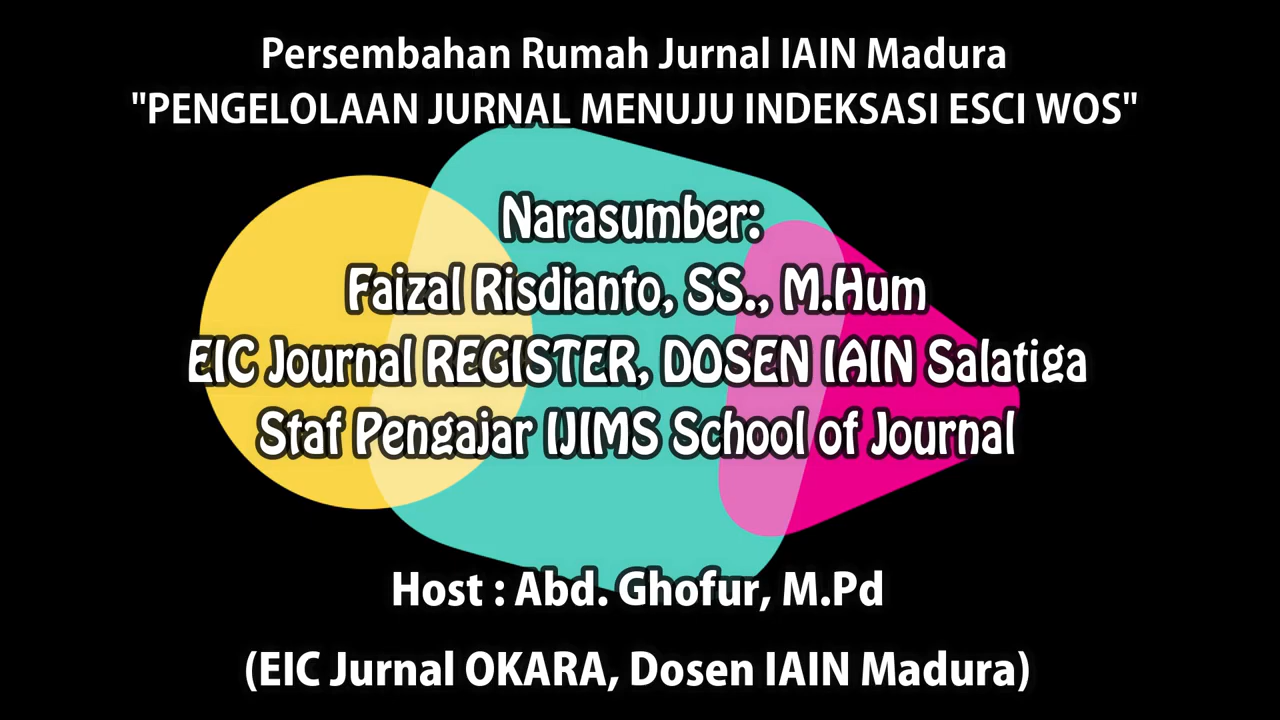 Persembahan Rumah Jurnal IAIN Madura
"PENGELOLAAN JURNAL MENUJU INDEKSASI ESCI WOS"
Narasumber:
Faizal Risdianto, SS., M.Hum
EIC Journal REGISTER, DOSEN IAIN Salatiga
Staf Pengajar IJIMS School of Journal
Host : Abd. Ghofur, M.Pd
(EIC Jurnal OKARA, Dosen IAIN Madura)